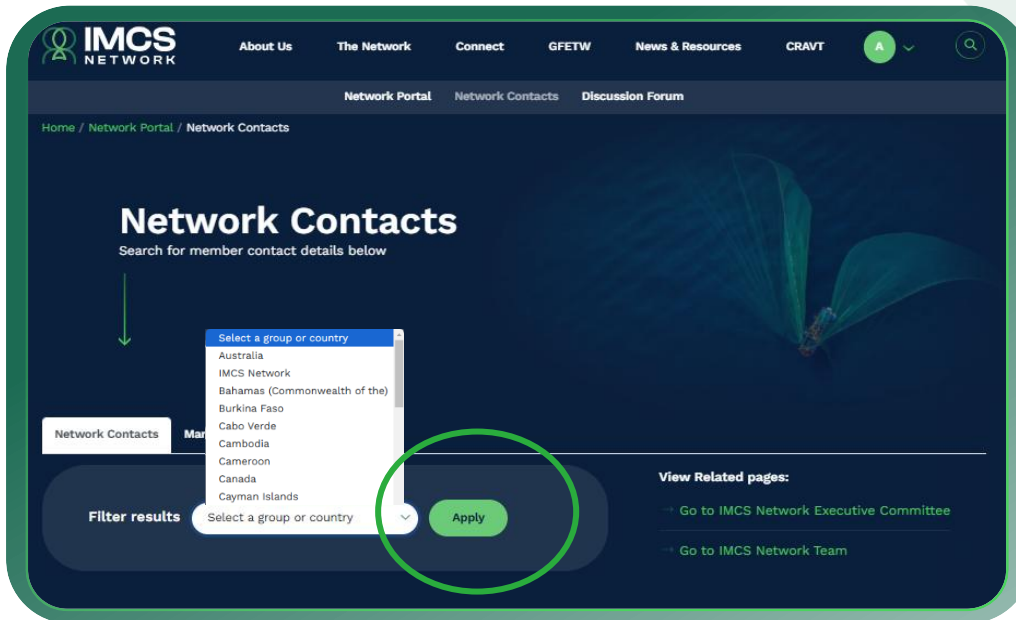 IMCS
NETWORK
About Us The Network Connect GFETW News & Resources CRAVT A
Network Portal Network Contacts Discussion Forum
Home / Network Portal / Network Contacts
Network Contacts
Search for member contact details below
Select a group or country
Australia
IMCS Network
Bahamas (Commonwealth of the)
Burkina Faso
Cabo Verde
Cambodia
Cameroon
Canada
Cayman Islands
Network Contacts
View Related pages:
Filter results Select a group or country Apply
→ Go to IMCS Network Executive Committee
→ Go to IMCS Network Team